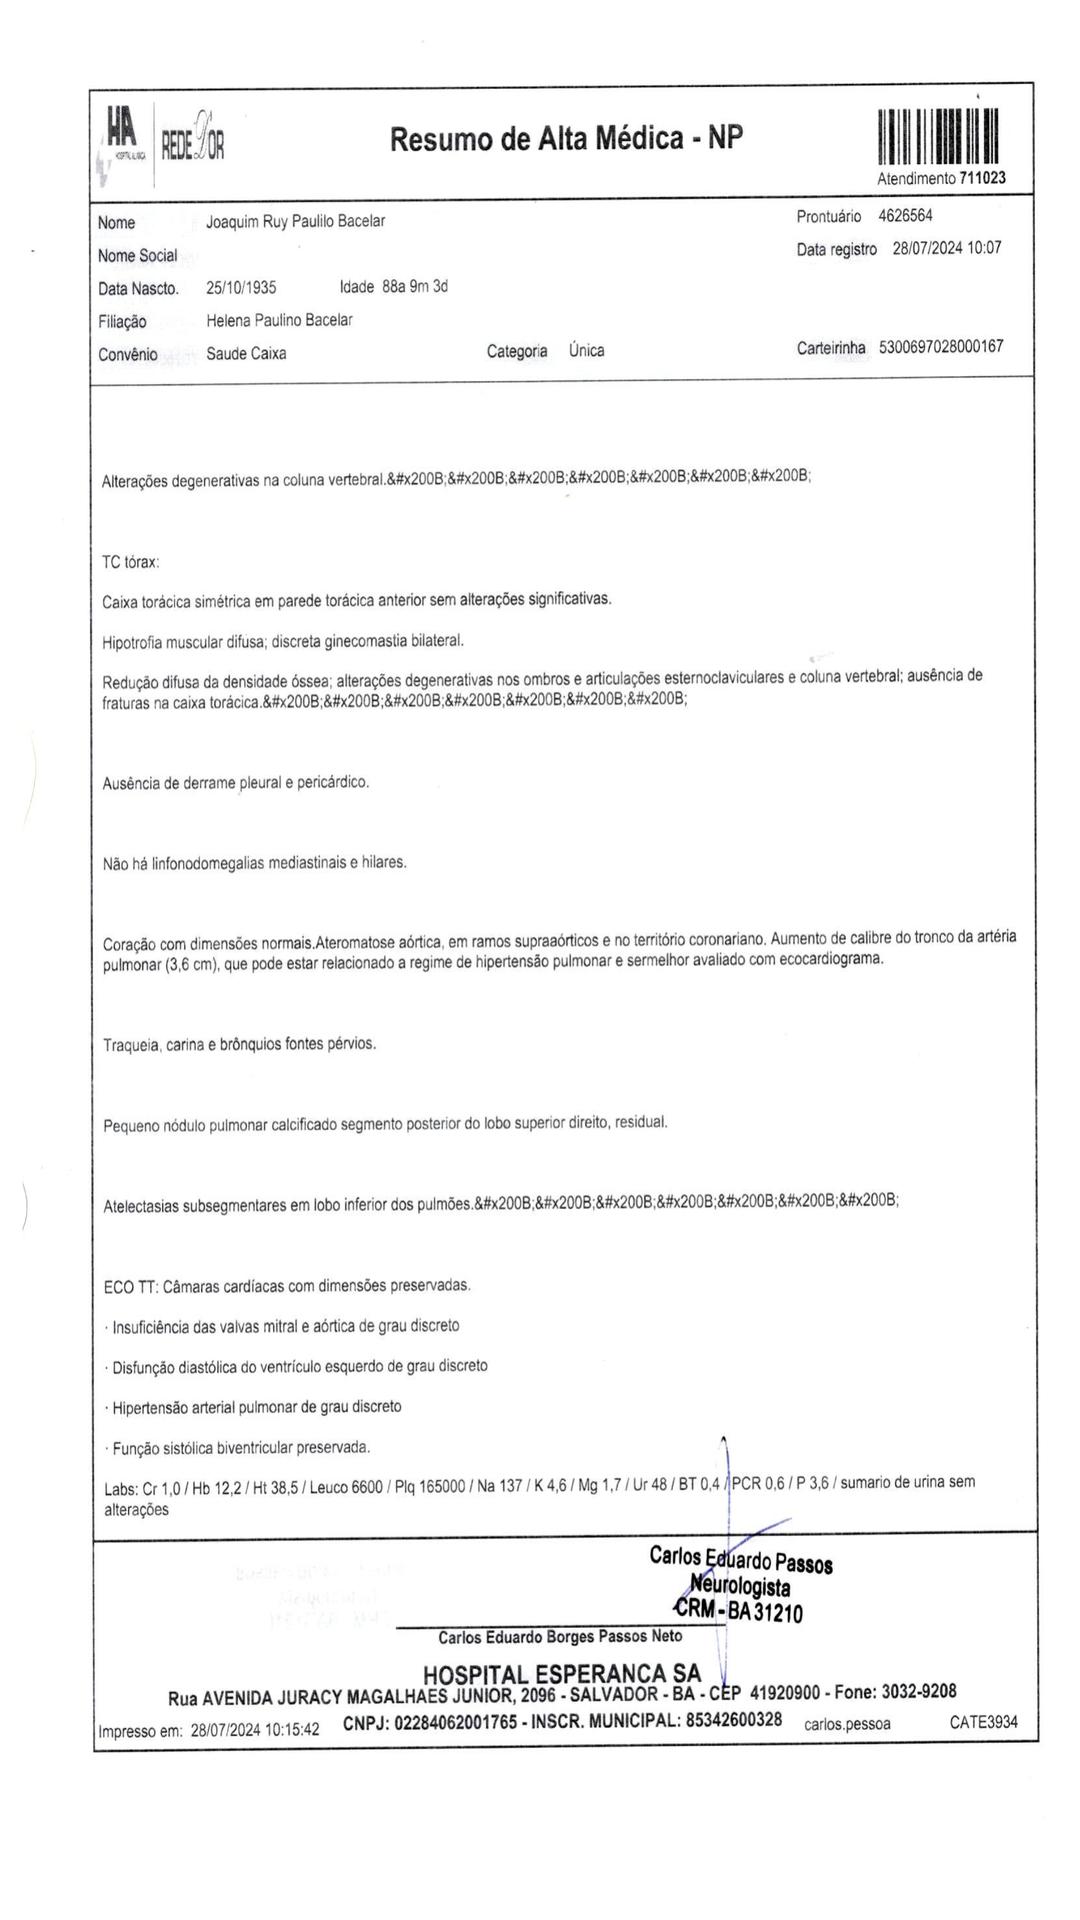 HA
HOSPITAL ALIANÇA
REDE D'OR
Resumo de Alta Médica - NP
Atendimento 711023
Nome Joaquim Ruy Paulilo Bacelar Prontuário 4626564
Nome Social Data registro 28/07/2024 10:07
Data Nascto. 25/10/1935 Idade 88a 9m 3d
Filiação Helena Paulino Bacelar
Convênio Saude Caixa Categoria Única Carteirinha 5300697028000167
Alterações degenerativas na coluna vertebral.&#x200B;&#x200B;&#x200B;&#x200B;&#x200B;&#x200B;&#x200B;
TC tórax:
Caixa torácica simétrica em parede torácica anterior sem alterações significativas.
Hipotrofia muscular difusa; discreta ginecomastia bilateral.
Redução difusa da densidade óssea; alterações degenerativas nos ombros e articulações esternoclaviculares e coluna vertebral; ausência de
fraturas na caixa torácica.&#x200B;&#x200B;&#x200B;&#x200B;&#x200B;&#x200B;&#x200B;
Ausência de derrame pleural e pericárdico.
Não há linfonodomegalias mediastinais e hilares.
Coração com dimensões normais.Ateromatose aórtica, em ramos supraaórticos e no território coronariano. Aumento de calibre do tronco da artéria
pulmonar (3,6 cm), que pode estar relacionado a regime de hipertensão pulmonar e sermelhor avaliado com ecocardiograma.
Traqueia, carina e brônquios fontes pérvios.
Pequeno nódulo pulmonar calcificado segmento posterior do lobo superior direito, residual.
Atelectasias subsegmentares em lobo inferior dos pulmões.&#x200B;&#x200B;&#x200B;&#x200B;&#x200B;&#x200B;&#x200B;
ECO TT: Câmaras cardíacas com dimensões preservadas.
· Insuficiência das valvas mitral e aórtica de grau discreto
· Disfunção diastólica do ventrículo esquerdo de grau discreto
· Hipertensão arterial pulmonar de grau discreto
· Função sistólica biventricular preservada.
Labs: Cr 1,0 / Hb 12,2 / Ht 38,5 / Leuco 6600 / Plq 165000 / Na 137 / K 4,6 / Mg 1,7 / Ur 48 / BT 0,4 / PCR 0,6 / P 3,6 / sumario de urina sem
alterações
Carlos Eduardo Passos
Neurologista
CRM-BA 31210
Carlos Eduardo Borges Passos Neto
HOSPITAL ESPERANCA SA
Rua AVENIDA JURACY MAGALHAES JUNIOR, 2096 - SALVADOR - BA - CEP 41920900 - Fone: 3032-9208
Impresso em: 28/07/2024 10:15:42 CNPJ: 02284062001765 - INSCR. MUNICIPAL: 85342600328 carlos.pessoa CATE3934